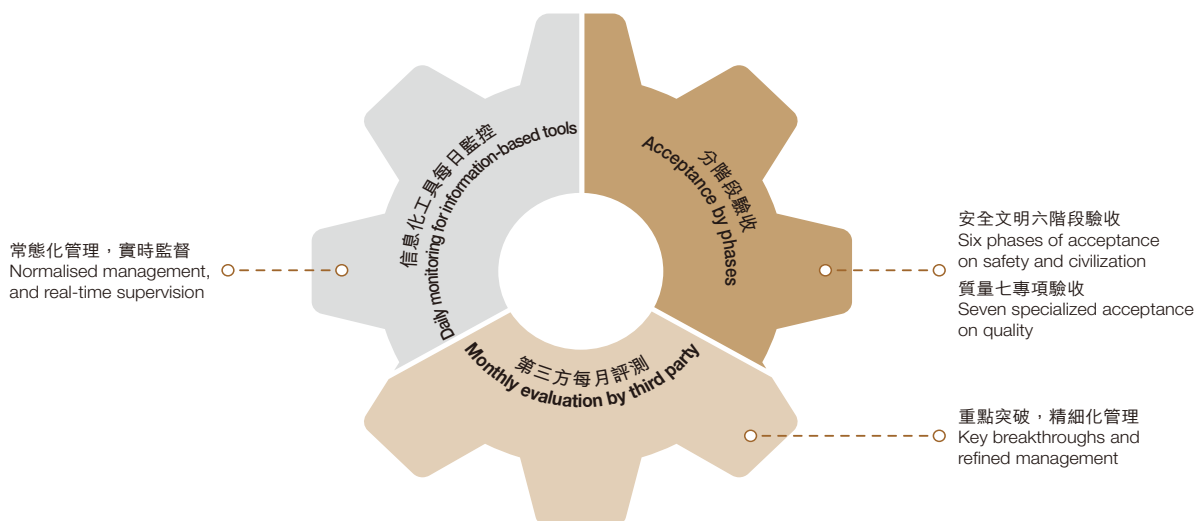 信息化工具每日監控
Daily monitoring for information-based tools
分階段驗收
Acceptance by phases
第三方每月評測
Monthly evaluation by third party
常態化管理，實時監督
Normalised management,
and real-time supervision
安全文明六階段驗收
Six phases of acceptance
on safety and civilization
質量七專項驗收
Seven specialized acceptance
on quality
重點突破，精細化管理
Key breakthroughs and
refined management